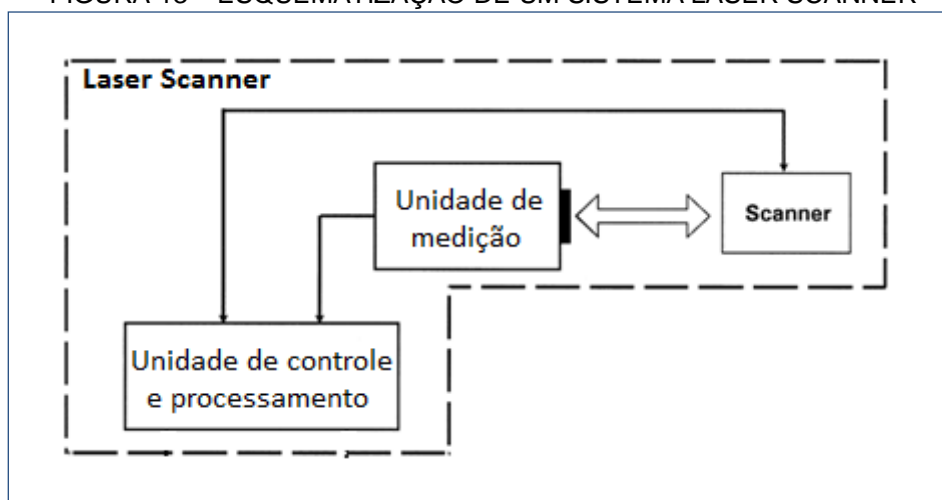 Laser Scanner
Unidade de
medição
Scanner
Unidade de controle
e processamento